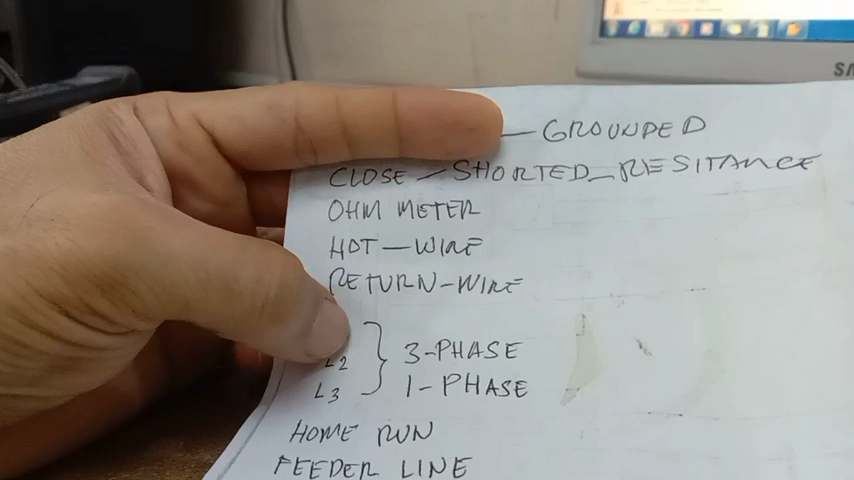 — GROUNDED
CLOSE — SHORTED — RESITANCE
OHM METER
HOT — WIRE
RETURN - WIRE
L2 } 3-PHASE
L3 } 1-PHASE
HOME RUN
FEEDER LINE